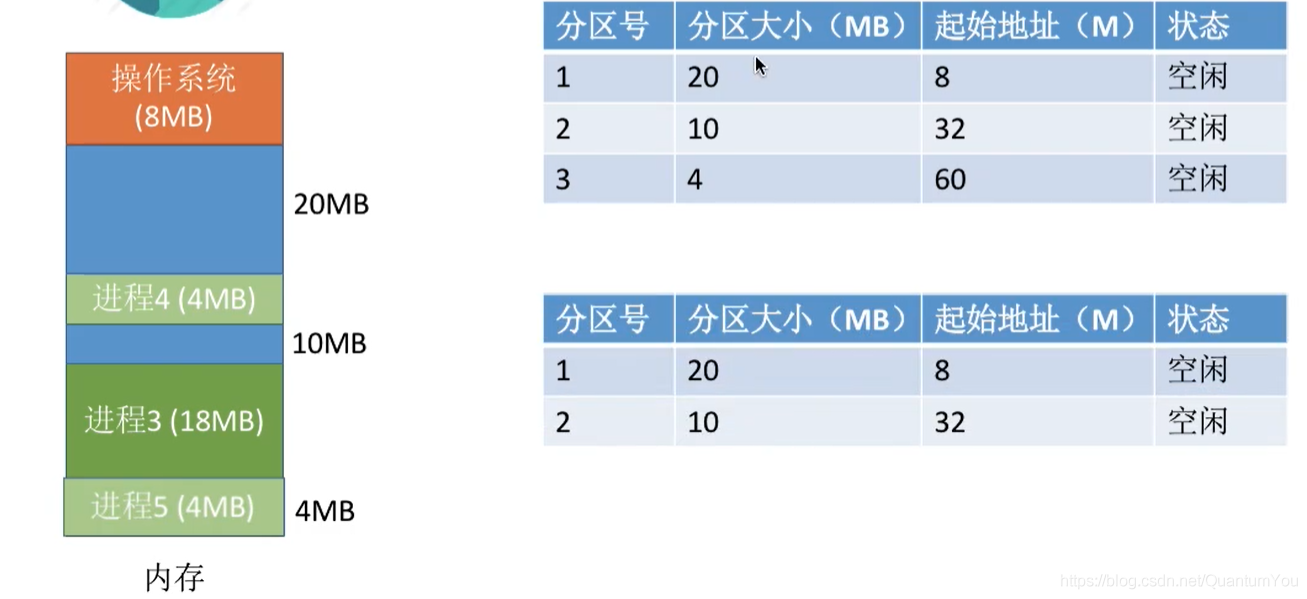 操作系统
(8MB)
20MB
进程4 (4MB)
10MB
进程3 (18MB)
进程5 (4MB)
4MB
内存
分区号 分区大小（MB） 起始地址（M） 状态
1 20 8 空闲
2 10 32 空闲
3 4 60 空闲
分区号 分区大小（MB） 起始地址（M） 状态
1 20 8 空闲
2 10 32 空闲
https://blog.csdn.net/QuantumYou